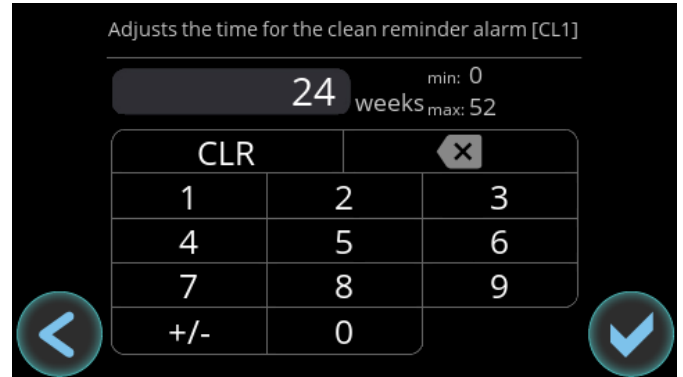 Adjusts the time for the clean reminder alarm [CL1]
24 weeks min: 0
max: 52
CLR
1 2 3
4 5 6
7 8 9
+/- 0